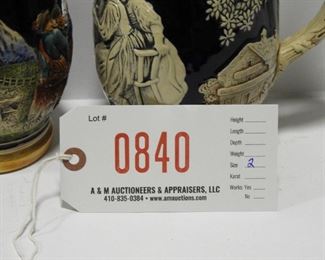 Lot #
0840
A & M AUCTIONEERS & APPRAISERS, LLC
410-835-0384 • www.amauctions.com
Height
Length
Depth
Weight
Size 2
Karat
Works: Yes
No